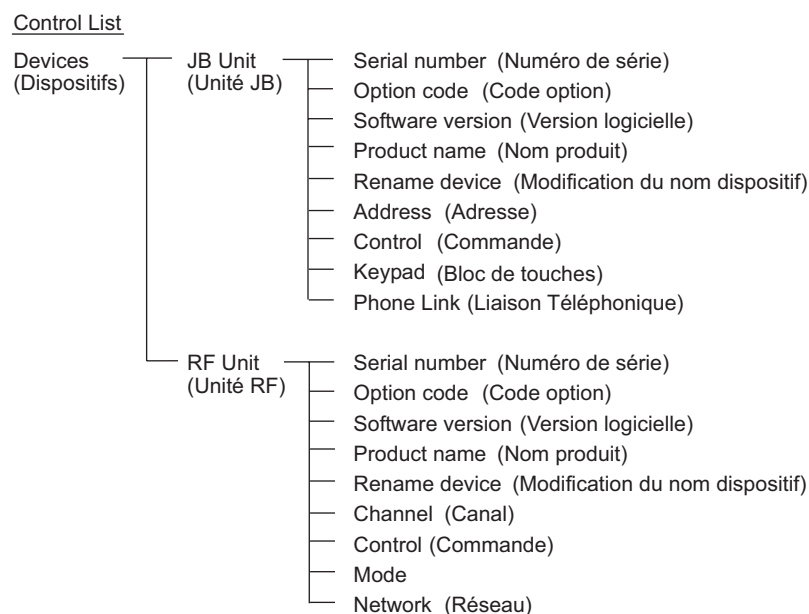 Control List
Devices
(Dispositifs)
JB Unit
(Unité JB)
Serial number (Numéro de série)
Option code (Code option)
Software version (Version logicielle)
Product name (Nom produit)
Rename device (Modification du nom dispositif)
Address (Adresse)
Control (Commande)
Keypad (Bloc de touches)
Phone Link (Liaison Téléphonique)
RF Unit
(Unité RF)
Serial number (Numéro de série)
Option code (Code option)
Software version (Version logicielle)
Product name (Nom produit)
Rename device (Modification du nom dispositif)
Channel (Canal)
Control (Commande)
Mode
Network (Réseau)